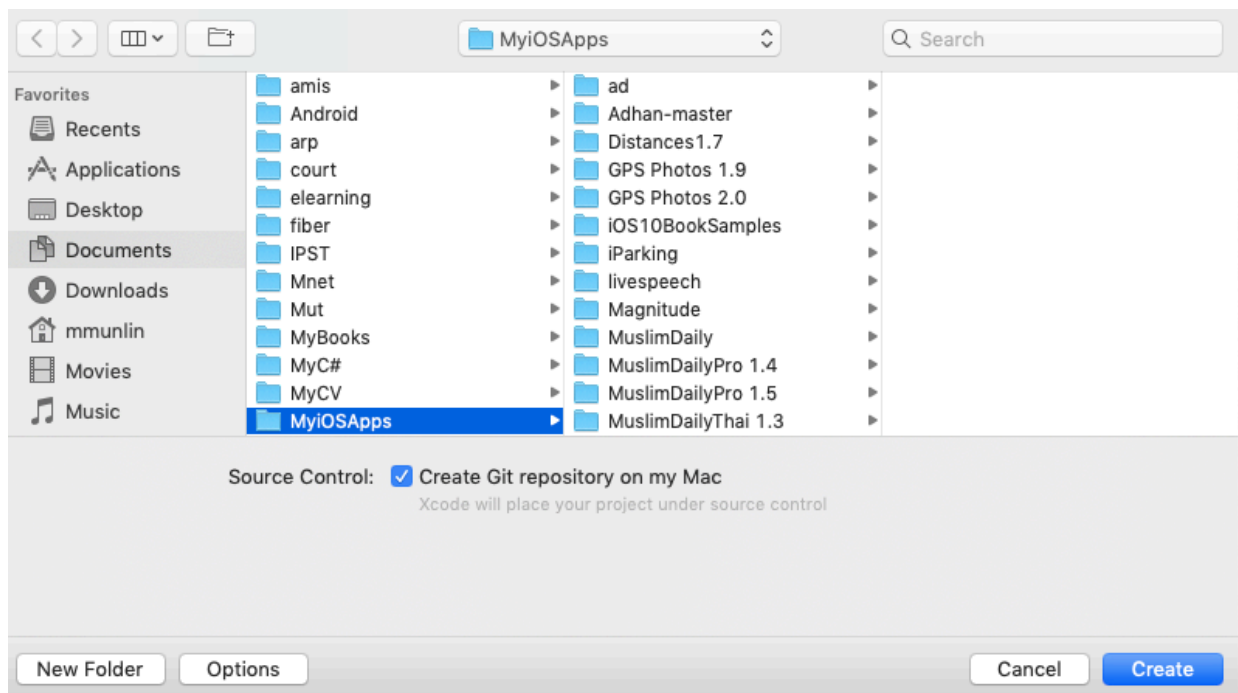 MyiOSApps
Search
Favorites
Recents
Applications
Desktop
Documents
Downloads
mmunlin
Movies
Music
amis
Android
arp
court
elearning
fiber
IPST
Mnet
Mut
MyBooks
MyC#
MyCV
MyiOSApps
ad
Adhan-master
Distances1.7
GPS Photos 1.9
GPS Photos 2.0
iOS10BookSamples
iParking
livespeech
Magnitude
MuslimDaily
MuslimDailyPro 1.4
MuslimDailyPro 1.5
MuslimDailyThai 1.3
Source Control: Create Git repository on my Mac
Xcode will place your project under source control
New Folder Options Cancel Create